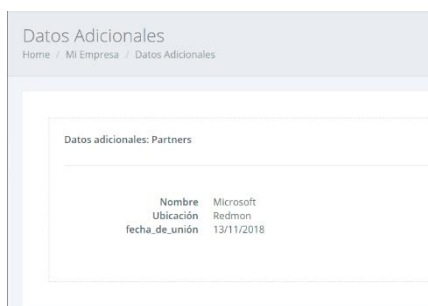 Datos Adicionales
Home / Mi Empresa / Datos Adicionales
Datos adicionales: Partners
Nombre Microsoft
Ubicación Redmon
fecha_de_unión 13/11/2018